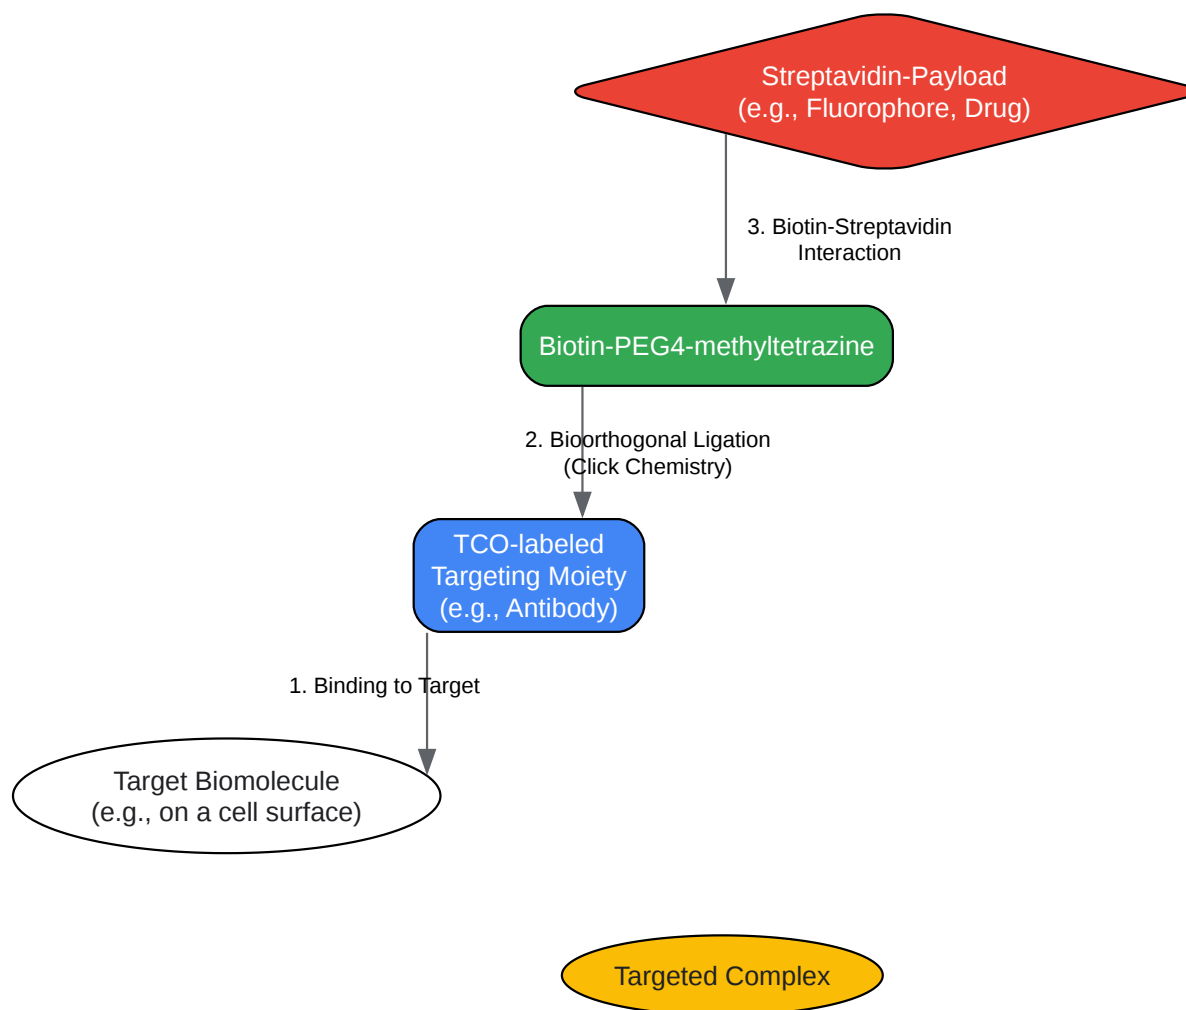 Streptavidin-Payload
(e.g., Fluorophore, Drug)
3. Biotin-Streptavidin
Interaction
Biotin-PEG4-methyltetrazine
2. Bioorthogonal Ligation
(Click Chemistry)
TCO-labeled
Targeting Moiety
(e.g., Antibody)
1. Binding to Target
Target Biomolecule
(e.g., on a cell surface)
Targeted Complex